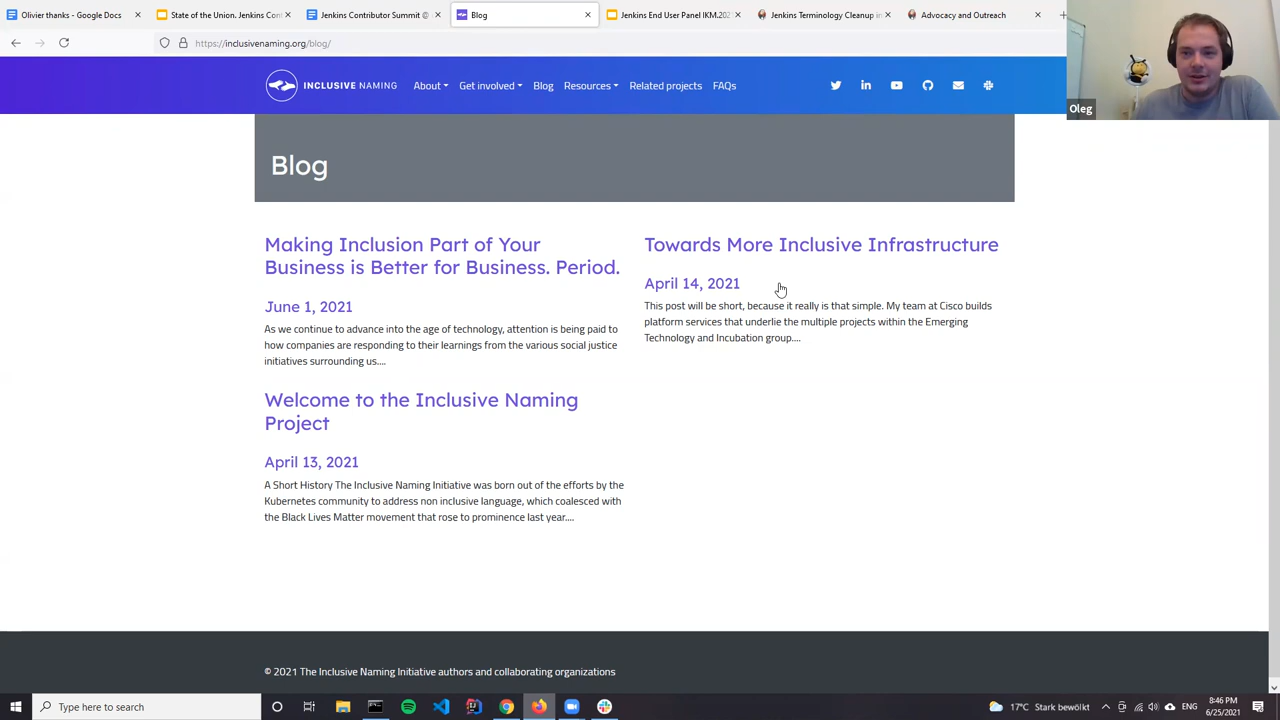 Olivier thanks - Google Docs
State of the Union. Jenkins Cont
Jenkins Contributor Summit @
Blog
Jenkins End User Panel IKM.2021
Jenkins Terminology Cleanup in
Advocacy and Outreach
https://inclusivenaming.org/blog/
INCLUSIVE NAMING
About
Get involved
Blog
Resources
Related projects
FAQs
Oleg
Blog
Making Inclusion Part of Your
Business is Better for Business. Period.
June 1, 2021
As we continue to advance into the age of technology, attention is being paid to
how companies are responding to their learnings from the various social justice
initiatives surrounding us....
Towards More Inclusive Infrastructure
April 14, 2021
This post will be short, because it really is that simple. My team at Cisco builds
platform services that underlie the multiple projects within the Emerging
Technology and Incubation group....
Welcome to the Inclusive Naming
Project
April 13, 2021
A Short History The Inclusive Naming Initiative was born out of the efforts by the
Kubernetes community to address non inclusive language, which coalesced with
the Black Lives Matter movement that rose to prominence last year....
© 2021 The Inclusive Naming Initiative authors and collaborating organizations
Type here to search
17°C Stark bewölkt
ENG
8:46 PM
6/25/2021